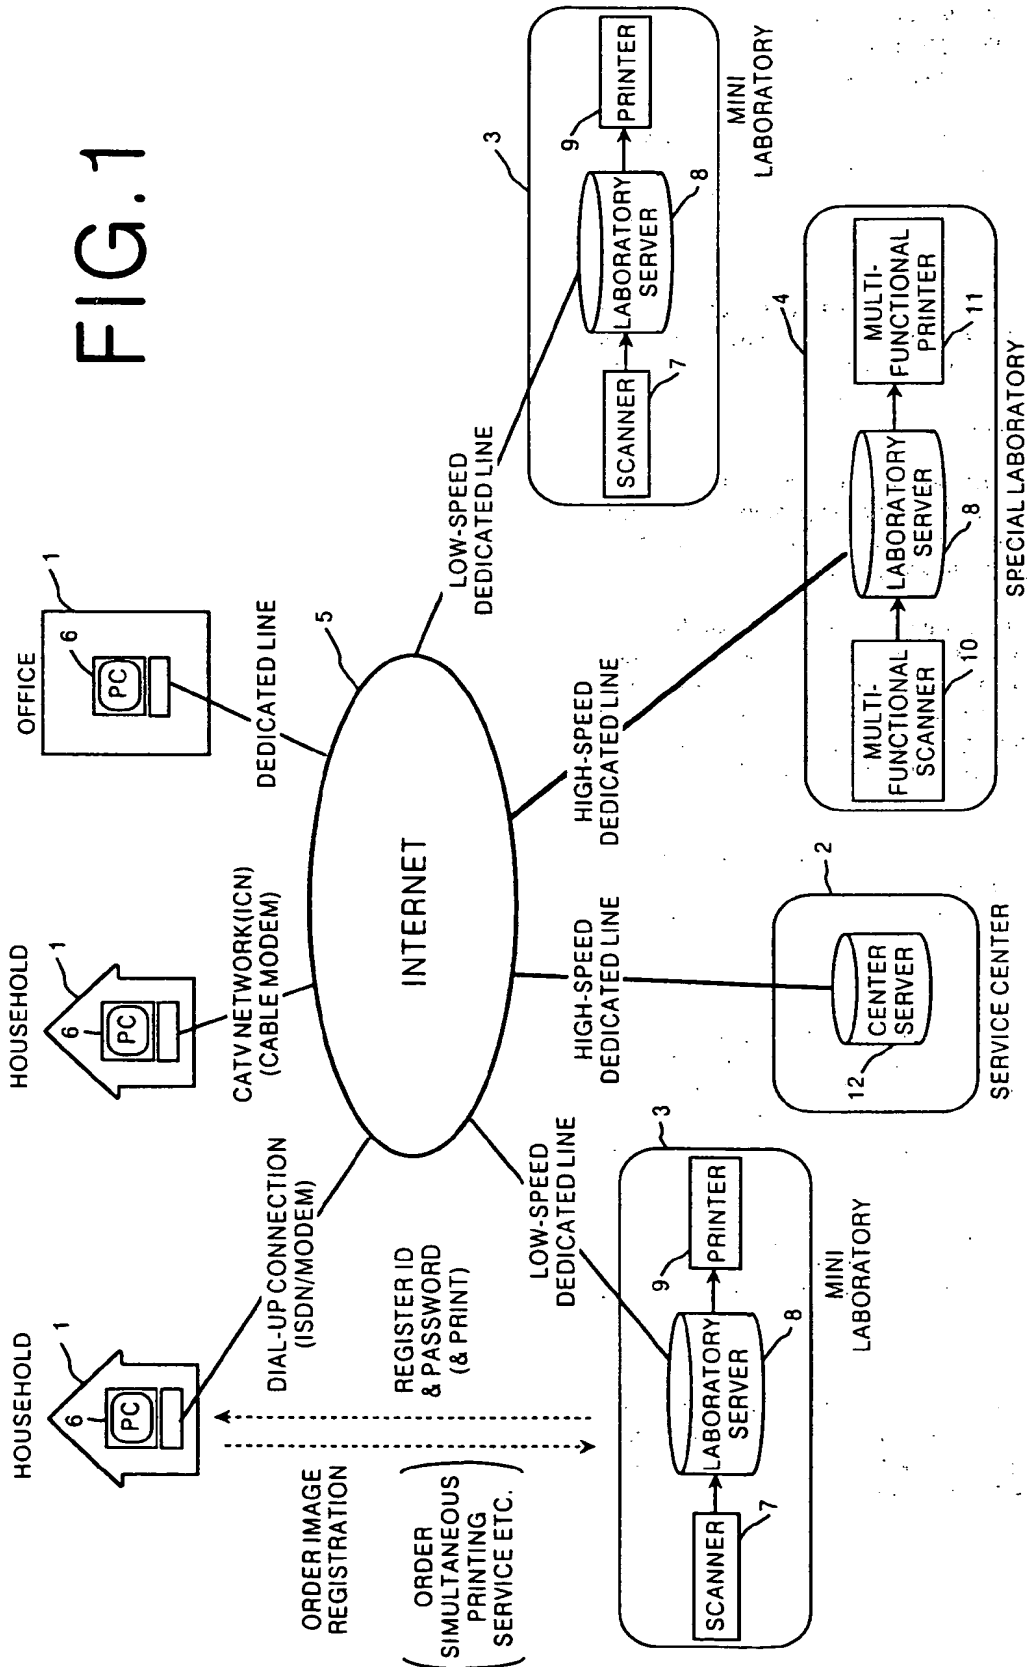 FIG.1
HOUSEHOLD
1
6
PC
HOUSEHOLD
1
6
PC
OFFICE
1
6
PC
DIAL-UP CONNECTION
(ISDN/MODEM)
CATV NETWORK(ICN)
(CABLE MODEM)
DEDICATED LINE
5
INTERNET
ORDER IMAGE
REGISTRATION
REGISTER ID
& PASSWORD
(& PRINT)
ORDER
SIMULTANEOUS
PRINTING
SERVICE ETC.
LOW-SPEED
DEDICATED LINE
HIGH-SPEED
DEDICATED LINE
HIGH-SPEED
DEDICATED LINE
LOW-SPEED
DEDICATED LINE
3
SCANNER
7
LABORATORY
SERVER
8
PRINTER
9
MINI
LABORATORY
2
CENTER
SERVER
12
SERVICE CENTER
4
MULTI-
FUNCTIONAL
SCANNER
10
LABORATORY
SERVER
8
MULTI-
FUNCTIONAL
PRINTER
11
SPECIAL LABORATORY
3
SCANNER
7
LABORATORY
SERVER
8
PRINTER
9
MINI
LABORATORY